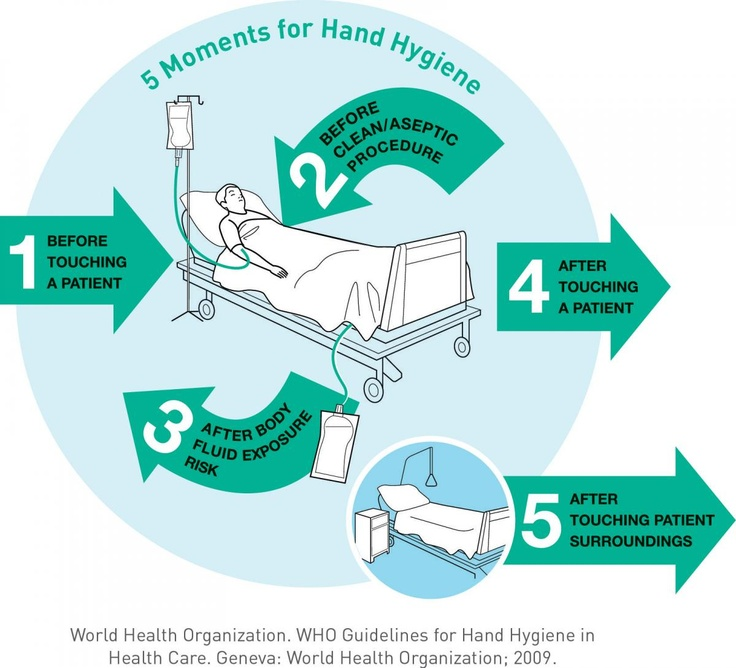 5 Moments for Hand Hygiene
1 BEFORE
TOUCHING
A PATIENT
2 BEFORE
CLEAN/ASEPTIC
PROCEDURE
3 AFTER BODY
FLUID EXPOSURE
RISK
4 AFTER
TOUCHING
A PATIENT
5 AFTER
TOUCHING PATIENT
SURROUNDINGS
World Health Organization. WHO Guidelines for Hand Hygiene in
Health Care. Geneva: World Health Organization; 2009.